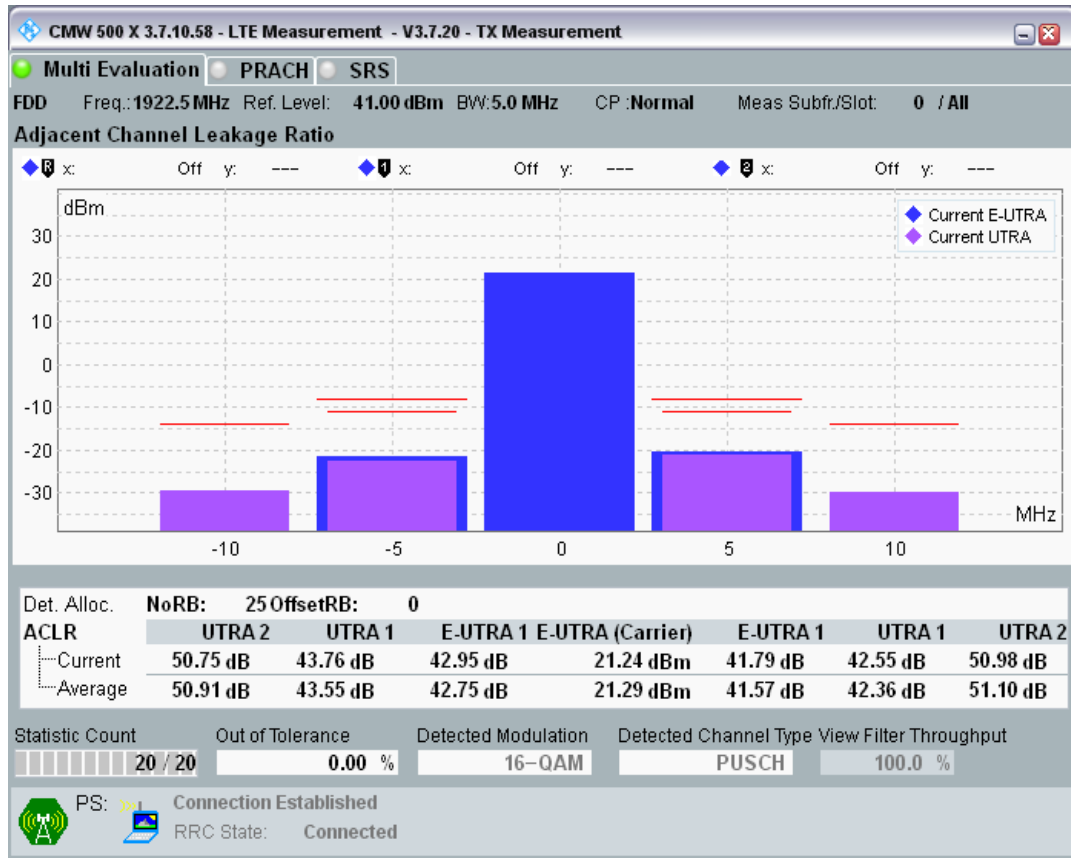 CMW 500 X 3.7.10.58 - LTE Measurement - V3.7.20 - TX Measurement
Multi Evaluation PRACH SRS
FDD Freq.:1922.5 MHz Ref. Level: 41.00 dBm BW:5.0 MHz CP :Normal Meas Subfr./Slot: 0 / All
Adjacent Channel Leakage Ratio
R x: Off y: --- 1 x: Off y: --- 2 x: Off y: ---
dBm
Current E-UTRA
Current UTRA
30
20
10
0
-10
-20
-30
MHz
-10 -5 0 5 10
Det. Alloc. NoRB: 25 OffsetRB: 0
ACLR UTRA 2 UTRA 1 E-UTRA 1 E-UTRA (Carrier) E-UTRA 1 UTRA 1 UTRA 2
Current 50.75 dB 43.76 dB 42.95 dB 21.24 dBm 41.79 dB 42.55 dB 50.98 dB
Average 50.91 dB 43.55 dB 42.75 dB 21.29 dBm 41.57 dB 42.36 dB 51.10 dB
Statistic Count Out of Tolerance Detected Modulation Detected Channel Type View Filter Throughput
20 / 20 0.00 % 16-QAM PUSCH 100.0 %
PS: Connection Established
RRC State: Connected